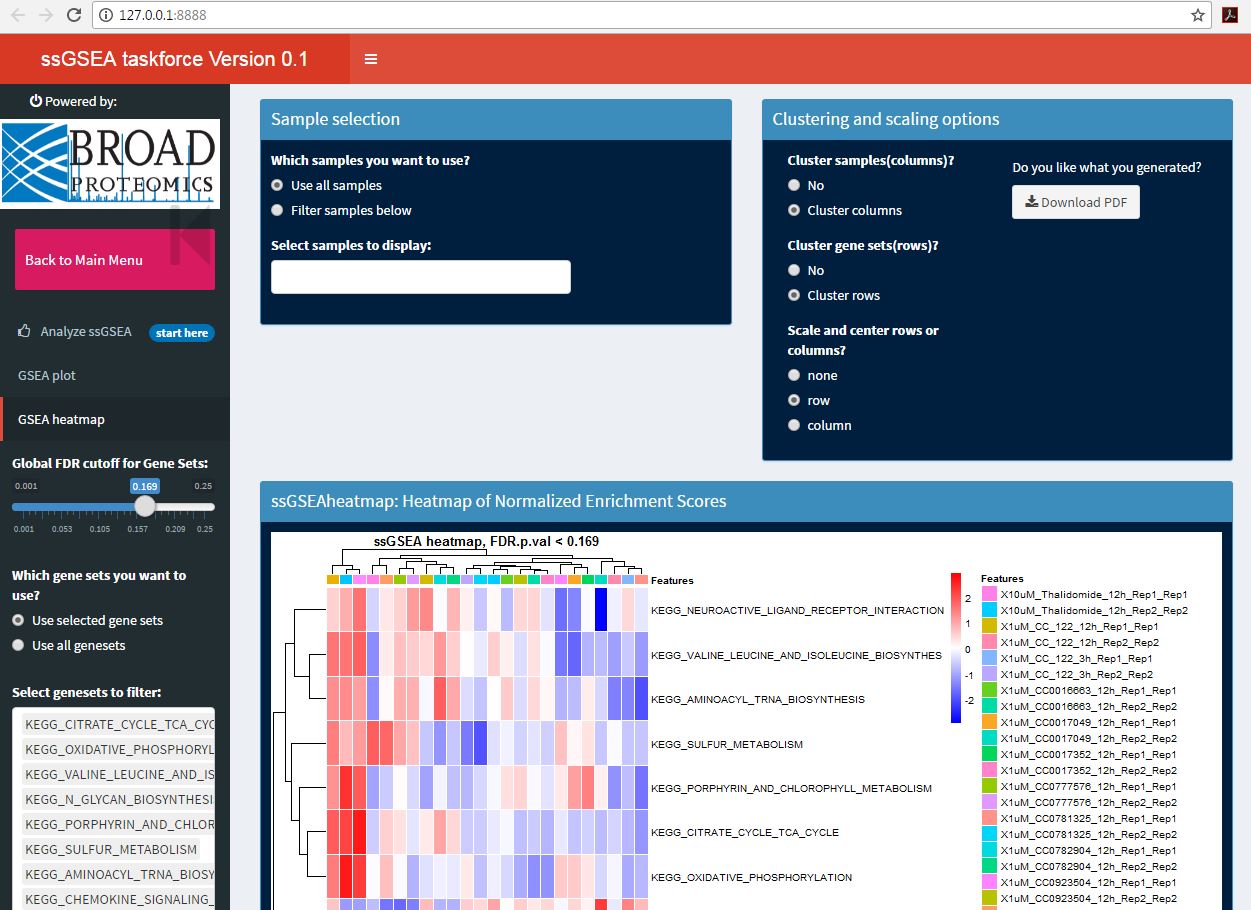 127.0.0.1:8888
ssGSEA taskforce Version 0.1
Powered by:
BROAD
PROTEOMICS
Back to Main Menu
Analyze ssGSEA start here
GSEA plot
GSEA heatmap
Global FDR cutoff for Gene Sets:
0.001 0.169 0.25
0.001 0.053 0.105 0.157 0.209 0.25
Which gene sets you want to
use?
Use selected gene sets
Use all genesets
Select genesets to filter:
KEGG_CITRATE_CYCLE_TCA_CYC
KEGG_OXIDATIVE_PHOSPHORYL
KEGG_VALINE_LEUCINE_AND_IS
KEGG_N_GLYCAN_BIOSYNTHESI
KEGG_PORPHYRIN_AND_CHLOR
KEGG_SULFUR_METABOLISM
KEGG_AMINOACYL_TRNA_BIOSY
KEGG_CHEMOKINE_SIGNALING_
Sample selection
Which samples you want to use?
Use all samples
Filter samples below
Select samples to display:
Clustering and scaling options
Cluster samples(columns)?
No
Cluster columns
Cluster gene sets(rows)?
No
Cluster rows
Scale and center rows or
columns?
none
row
column
Do you like what you generated?
Download PDF
ssGSEAheatmap: Heatmap of Normalized Enrichment Scores
ssGSEA heatmap, FDR.p.val < 0.169
Features
KEGG_NEUROACTIVE_LIGAND_RECEPTOR_INTERACTION
KEGG_VALINE_LEUCINE_AND_ISOLEUCINE_BIOSYNTHES
KEGG_AMINOACYL_TRNA_BIOSYNTHESIS
KEGG_SULFUR_METABOLISM
KEGG_PORPHYRIN_AND_CHLOROPHYLL_METABOLISM
KEGG_CITRATE_CYCLE_TCA_CYCLE
KEGG_OXIDATIVE_PHOSPHORYLATION
2
1
0
-1
-2
Features
X10uM_Thalidomide_12h_Rep1_Rep1
X10uM_Thalidomide_12h_Rep2_Rep2
X1uM_CC_122_12h_Rep1_Rep1
X1uM_CC_122_12h_Rep2_Rep2
X1uM_CC_122_3h_Rep1_Rep1
X1uM_CC_122_3h_Rep2_Rep2
X1uM_CC0016663_12h_Rep1_Rep1
X1uM_CC0016663_12h_Rep2_Rep2
X1uM_CC0017049_12h_Rep1_Rep1
X1uM_CC0017049_12h_Rep2_Rep2
X1uM_CC0017352_12h_Rep1_Rep1
X1uM_CC0017352_12h_Rep2_Rep2
X1uM_CC0777576_12h_Rep1_Rep1
X1uM_CC0777576_12h_Rep2_Rep2
X1uM_CC0781325_12h_Rep1_Rep1
X1uM_CC0781325_12h_Rep2_Rep2
X1uM_CC0782904_12h_Rep1_Rep1
X1uM_CC0782904_12h_Rep2_Rep2
X1uM_CC0923504_12h_Rep1_Rep1
X1uM_CC0923504_12h_Rep2_Rep2